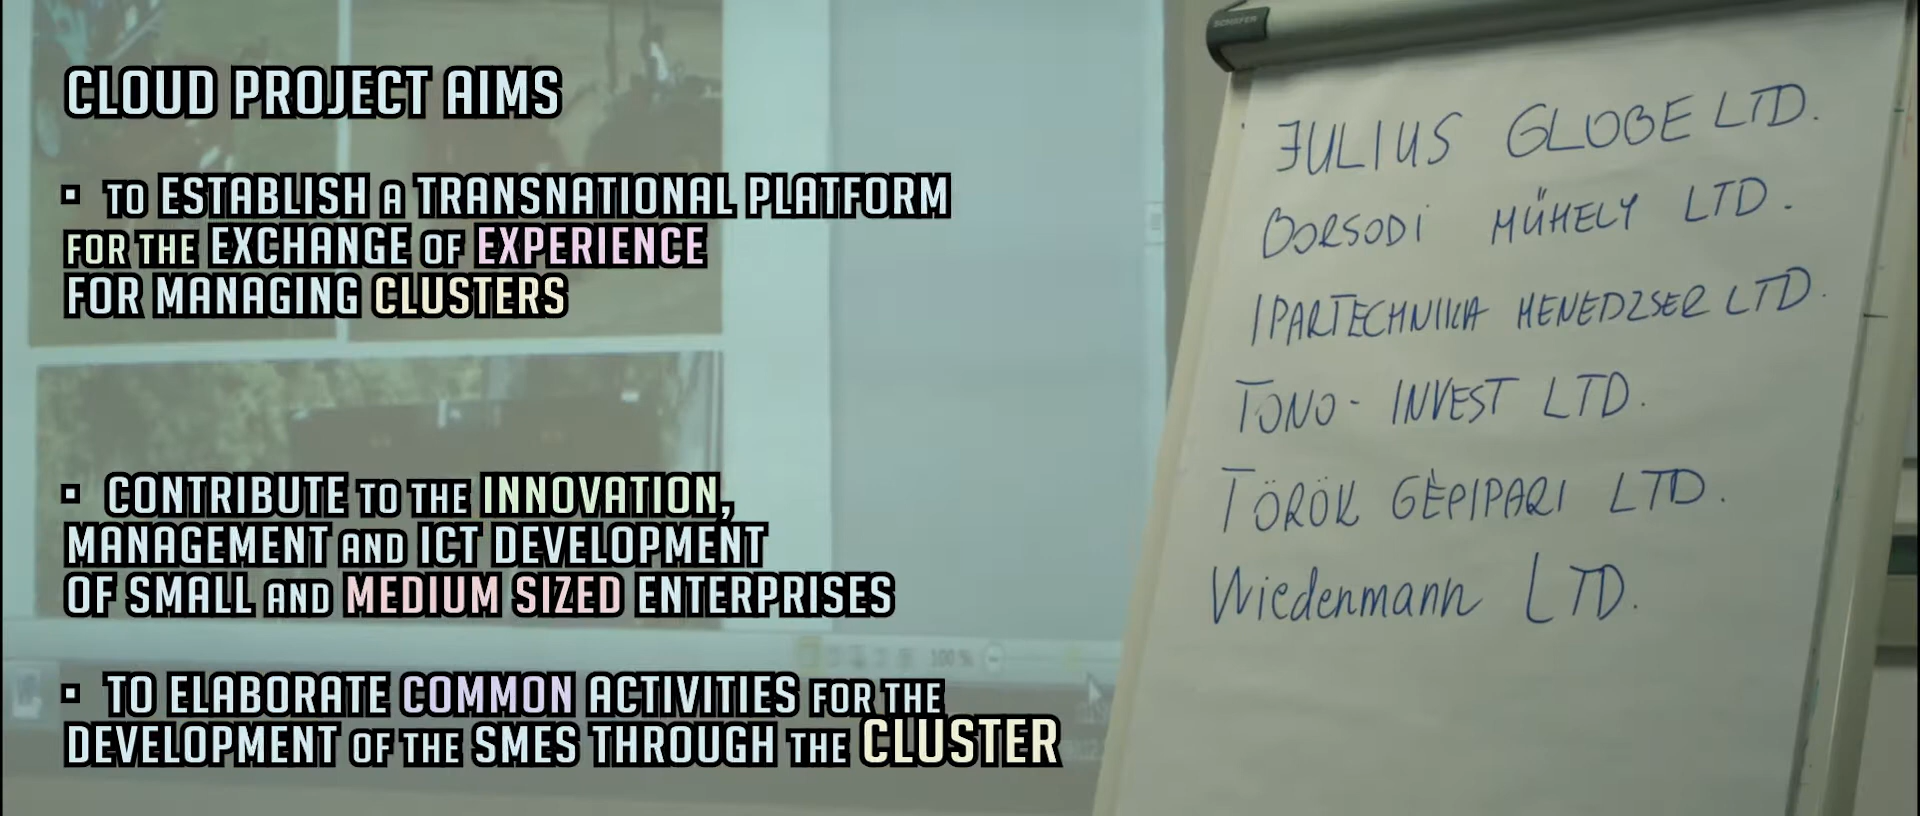 CLOUD PROJECT AIMS
▪ TO ESTABLISH A TRANSNATIONAL PLATFORM
FOR THE EXCHANGE OF EXPERIENCE
FOR MANAGING CLUSTERS
▪ CONTRIBUTE TO THE INNOVATION,
MANAGEMENT AND ICT DEVELOPMENT
OF SMALL AND MEDIUM SIZED ENTERPRISES
▪ TO ELABORATE COMMON ACTIVITIES FOR THE
DEVELOPMENT OF THE SMES THROUGH THE CLUSTER
100 %
SCHÄFER
JULIUS GLOBE LTD.
BORSODI MŰHELY LTD.
IPARTECHNIKA MENEDZSER LTD.
TONO- INVEST LTD.
TÖRÖK GÈPIPARI LTD.
Wiedenmann LTD.